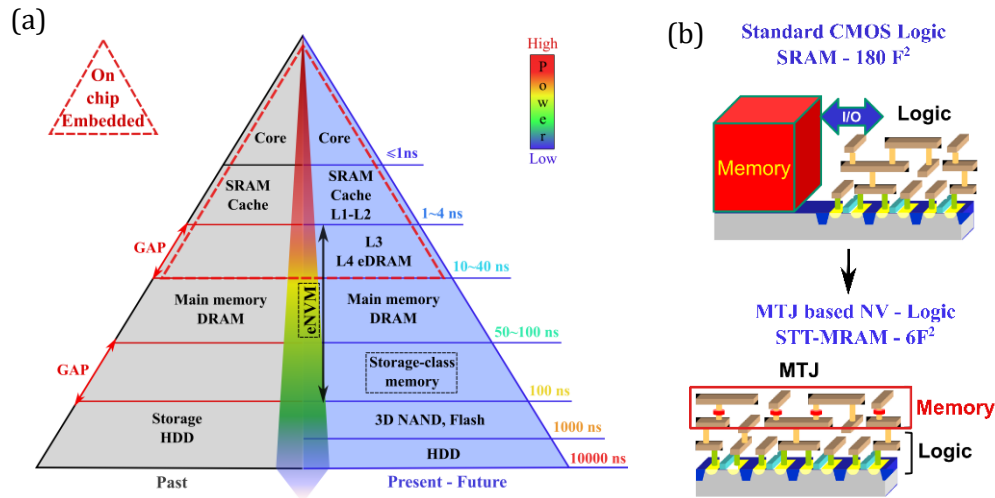 (a)
On
chip
Embedded
High
Power
Low
Core
Core
⩽1ns
SRAM
Cache
SRAM
Cache
L1-L2
1~4 ns
GAP
L3
L4 eDRAM
10~40 ns
eNVM
Main memory
DRAM
Main memory
DRAM
50~100 ns
GAP
Storage-class
memory
100 ns
Storage
HDD
3D NAND, Flash
1000 ns
HDD
10000 ns
Past
Present - Future
(b)
Standard CMOS Logic
SRAM - 180 F²
I/O
Logic
Memory
MTJ based NV - Logic
STT-MRAM - 6F²
MTJ
Memory
Logic